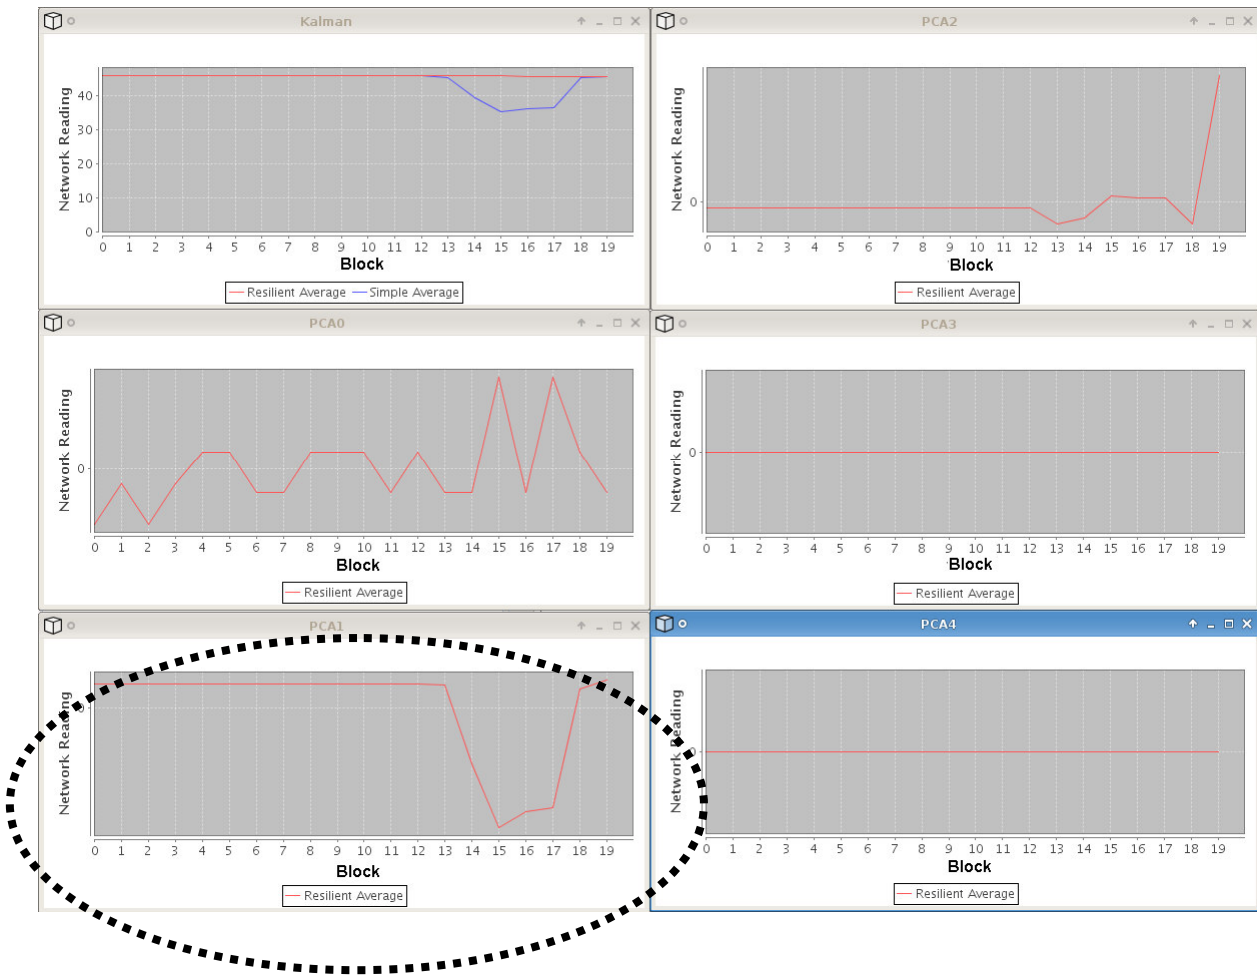 Kalman
Network Reading
40
30
20
10
0
0 1 2 3 4 5 6 7 8 9 10 11 12 13 14 15 16 17 18 19
Block
Resilient Average Simple Average
PCA2
Network Reading
0
0 1 2 3 4 5 6 7 8 9 10 11 12 13 14 15 16 17 18 19
Block
Resilient Average
PCA0
Network Reading
0
0 1 2 3 4 5 6 7 8 9 10 11 12 13 14 15 16 17 18 19
Block
Resilient Average
PCA3
Network Reading
0
0 1 2 3 4 5 6 7 8 9 10 11 12 13 14 15 16 17 18 19
Block
Resilient Average
PCA1
Network Reading
0
0 1 2 3 4 5 6 7 8 9 10 11 12 13 14 15 16 17 18 19
Block
Resilient Average
PCA4
Network Reading
0
0 1 2 3 4 5 6 7 8 9 10 11 12 13 14 15 16 17 18 19
Block
Resilient Average